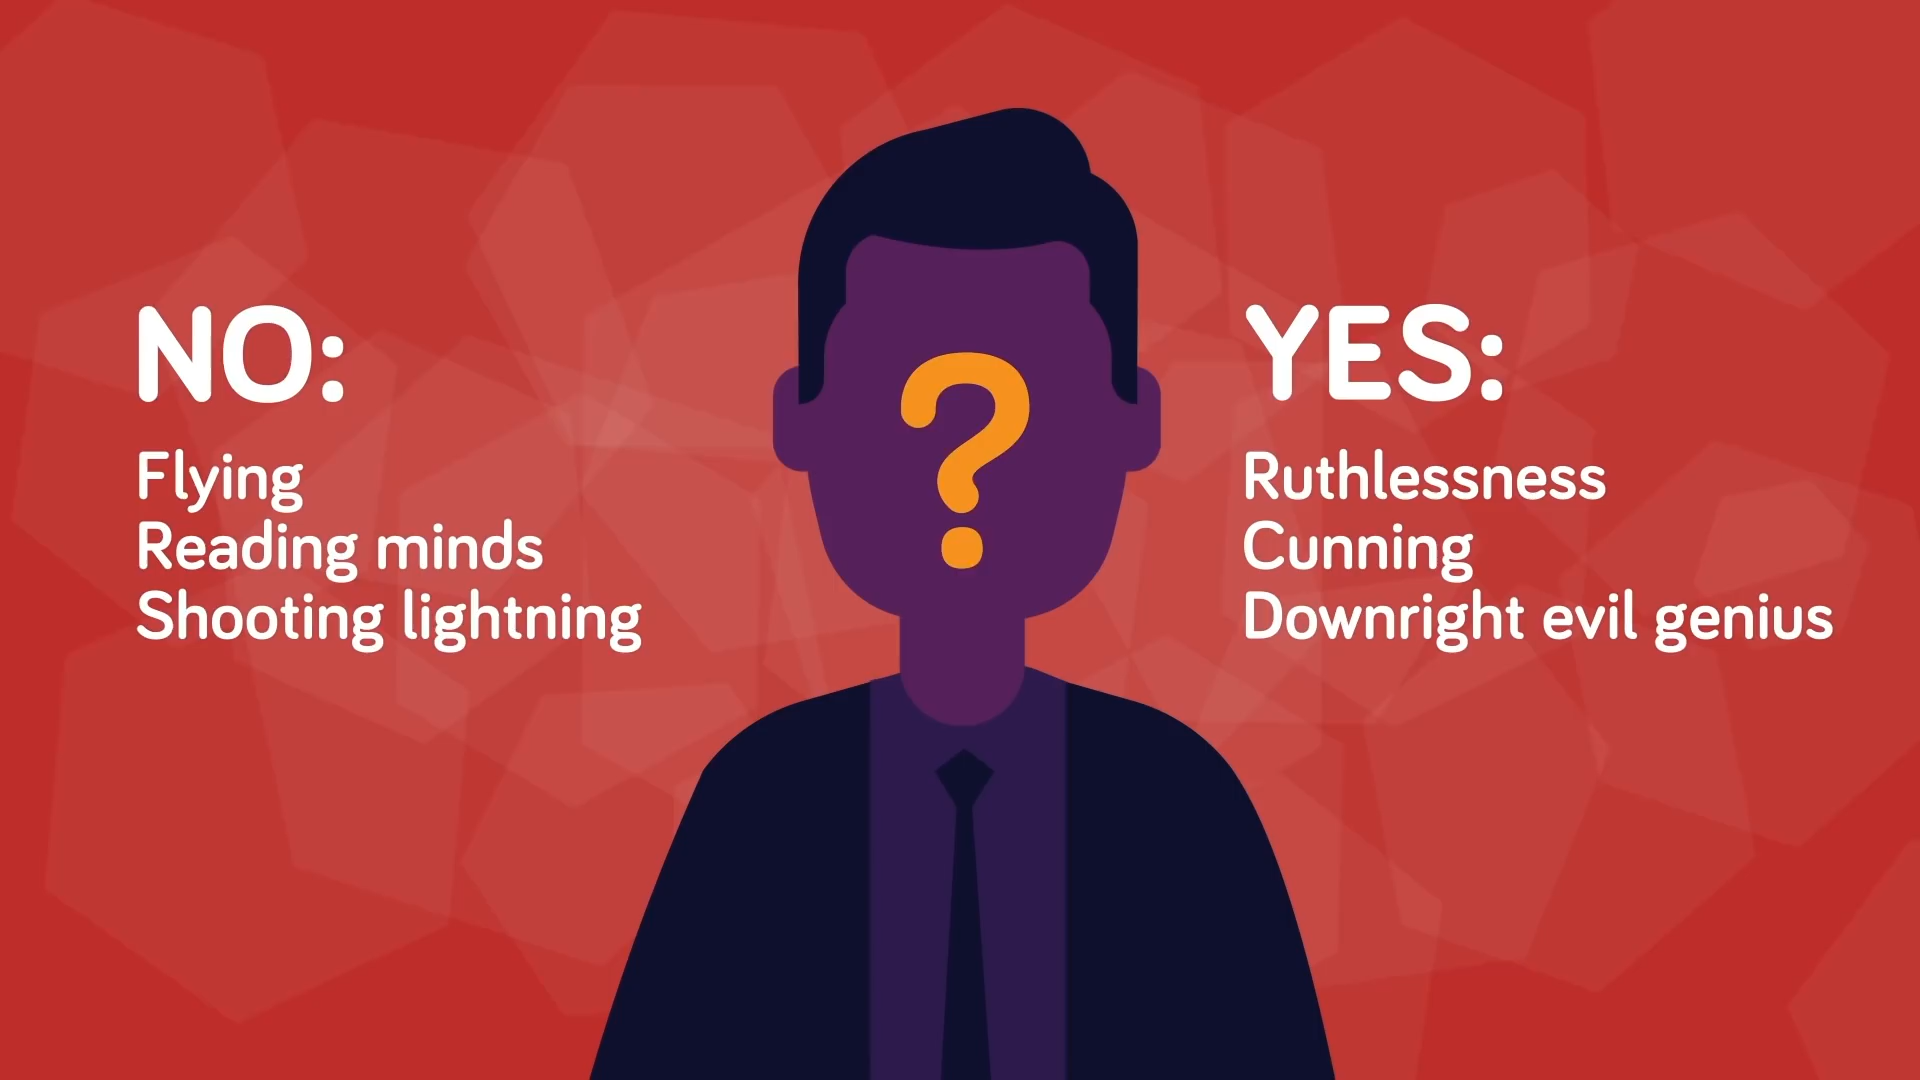 NO:
Flying
Reading minds
Shooting lightning
?
YES:
Ruthlessness
Cunning
Downright evil genius